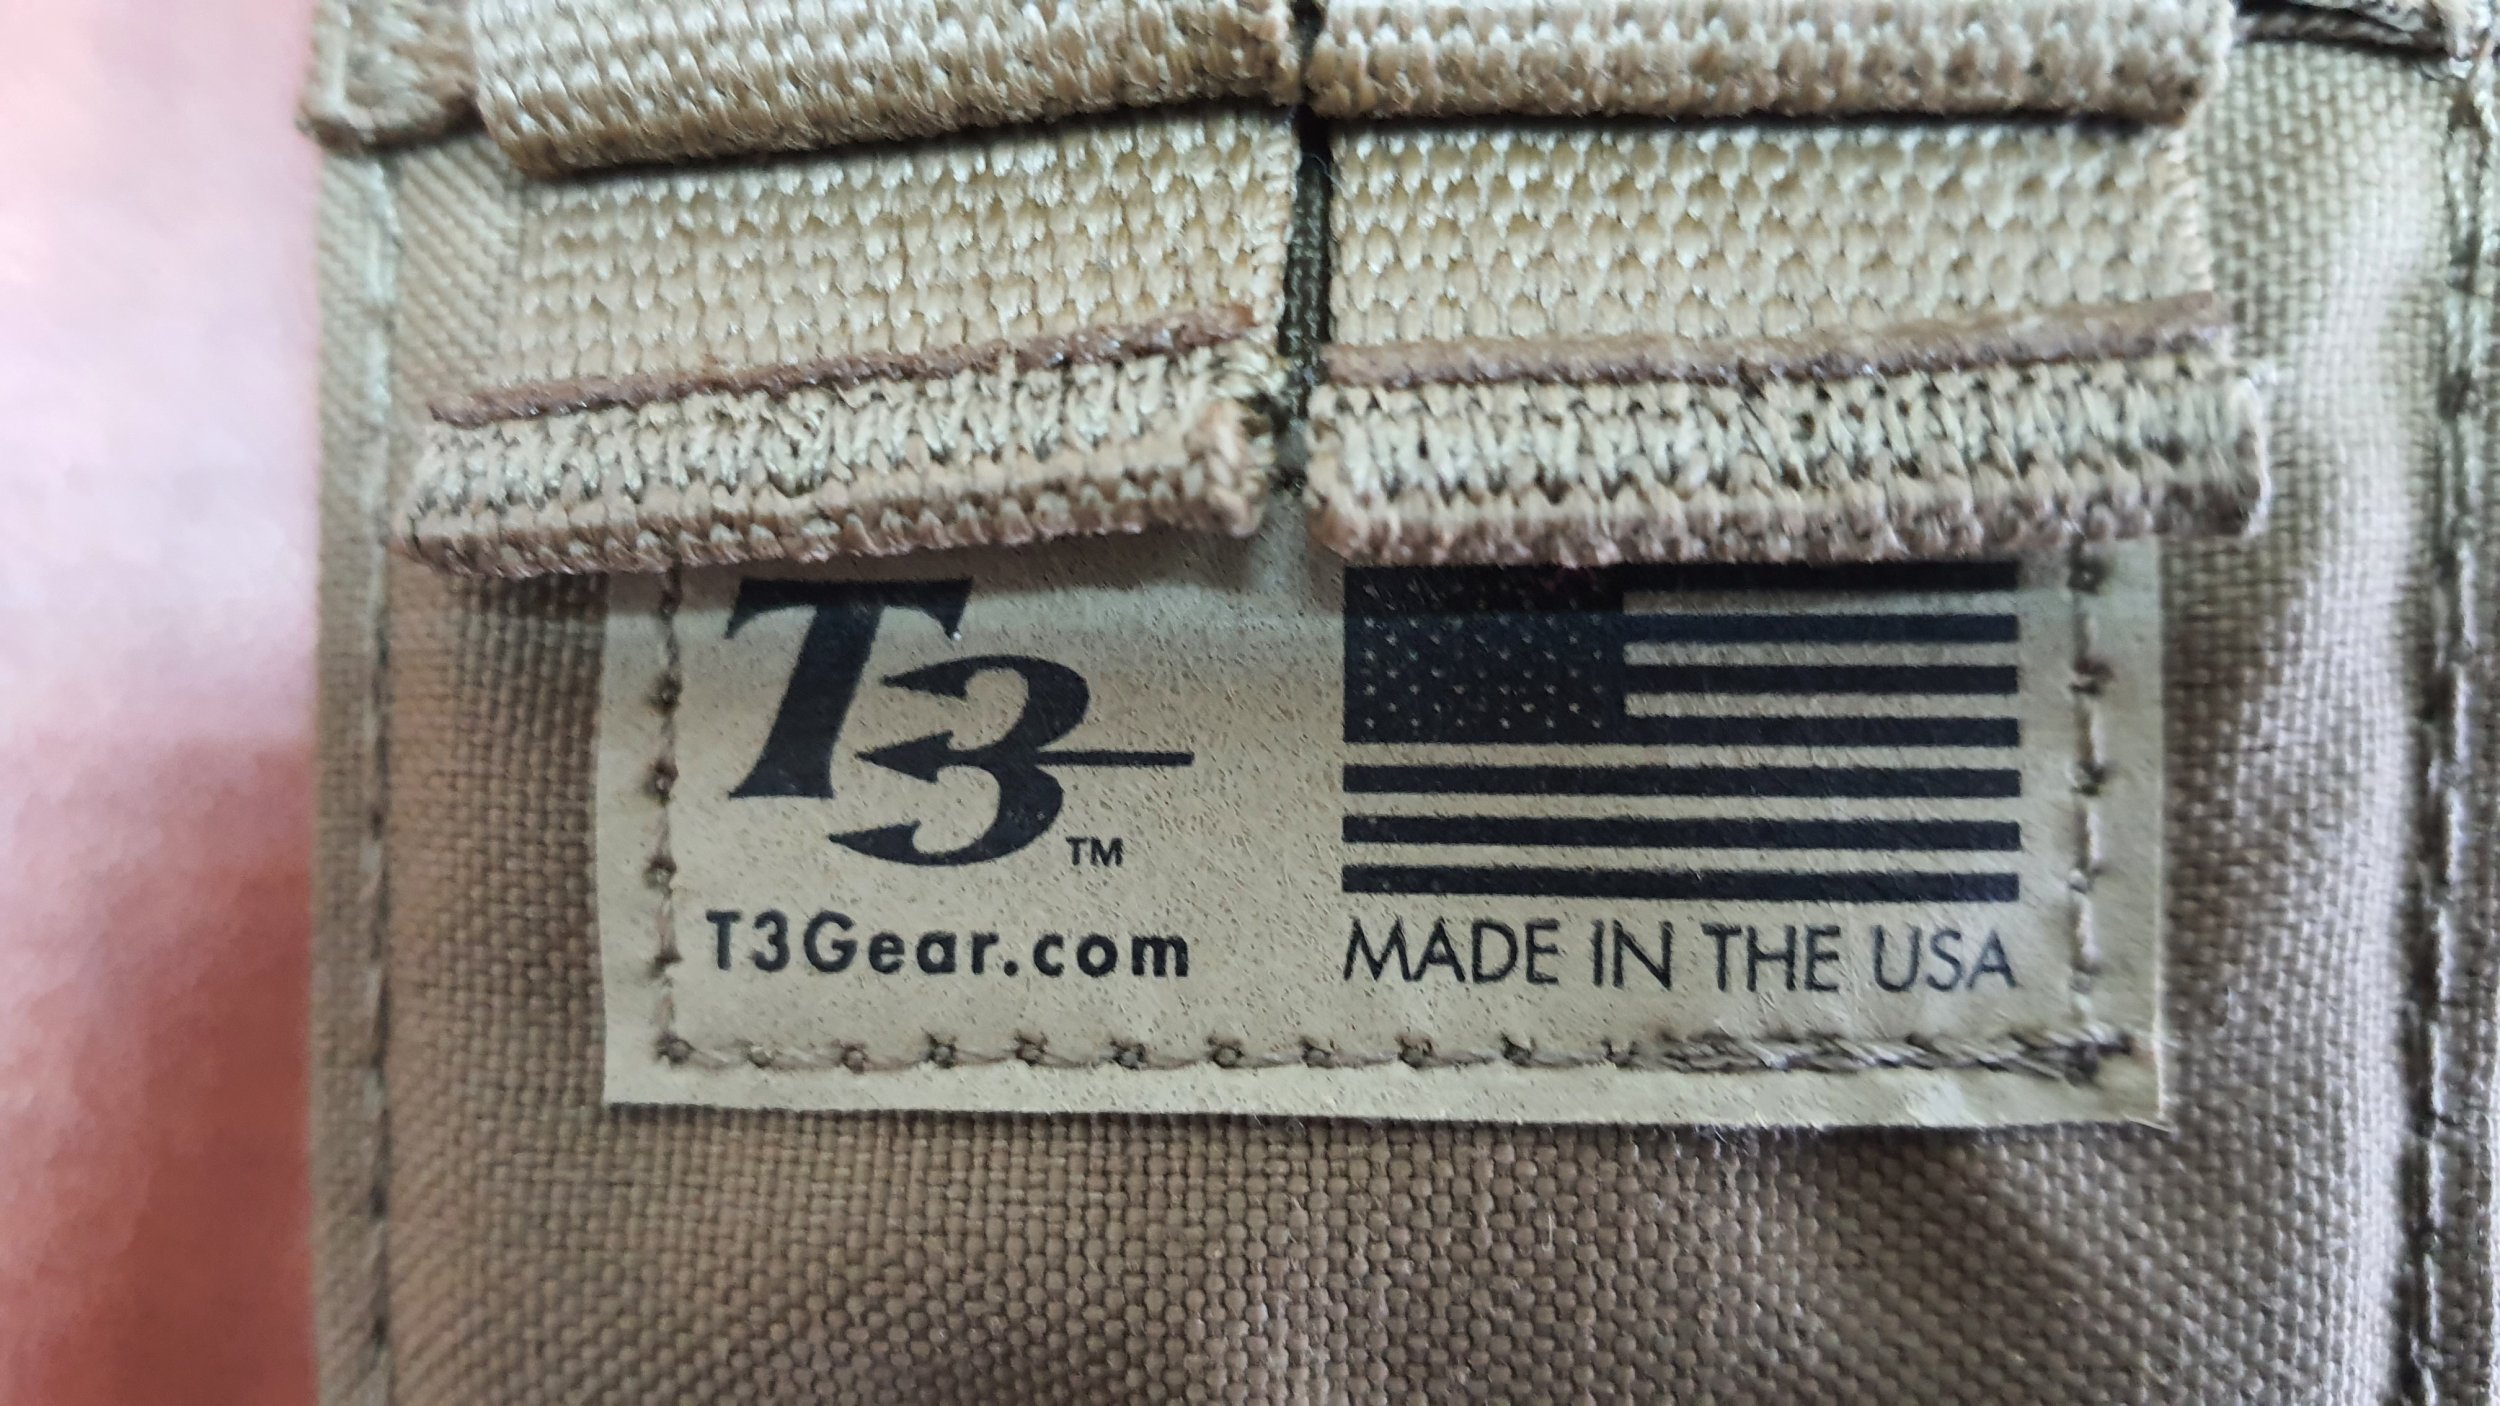 T3 ™
T3Gear.com
MADE IN THE USA